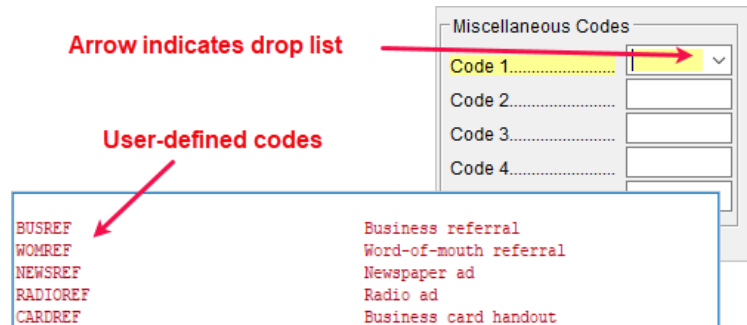 Miscellaneous Codes
Arrow indicates drop list
Code 1........................
Code 2........................
User-defined codes
Code 3........................
Code 4........................
BUSREF Business referral
WOMREF Word-of-mouth referral
NEWSREF Newspaper ad
RADIOREF Radio ad
CARDREF Business card handout